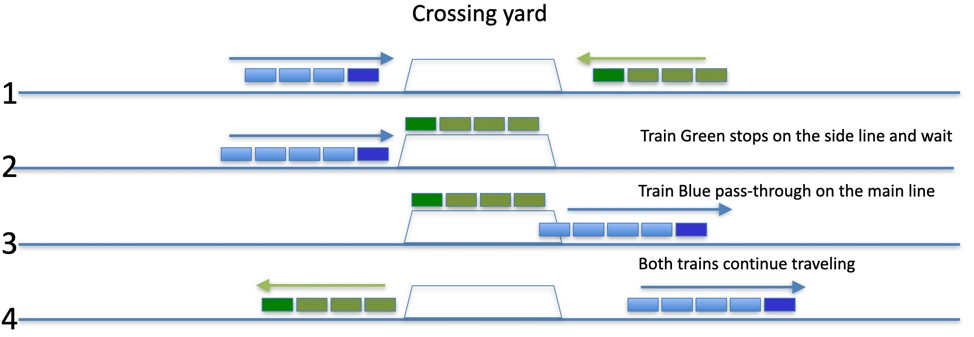 Crossing yard
1
2
Train Green stops on the side line and wait
Train Blue pass-through on the main line
3
Both trains continue traveling
4